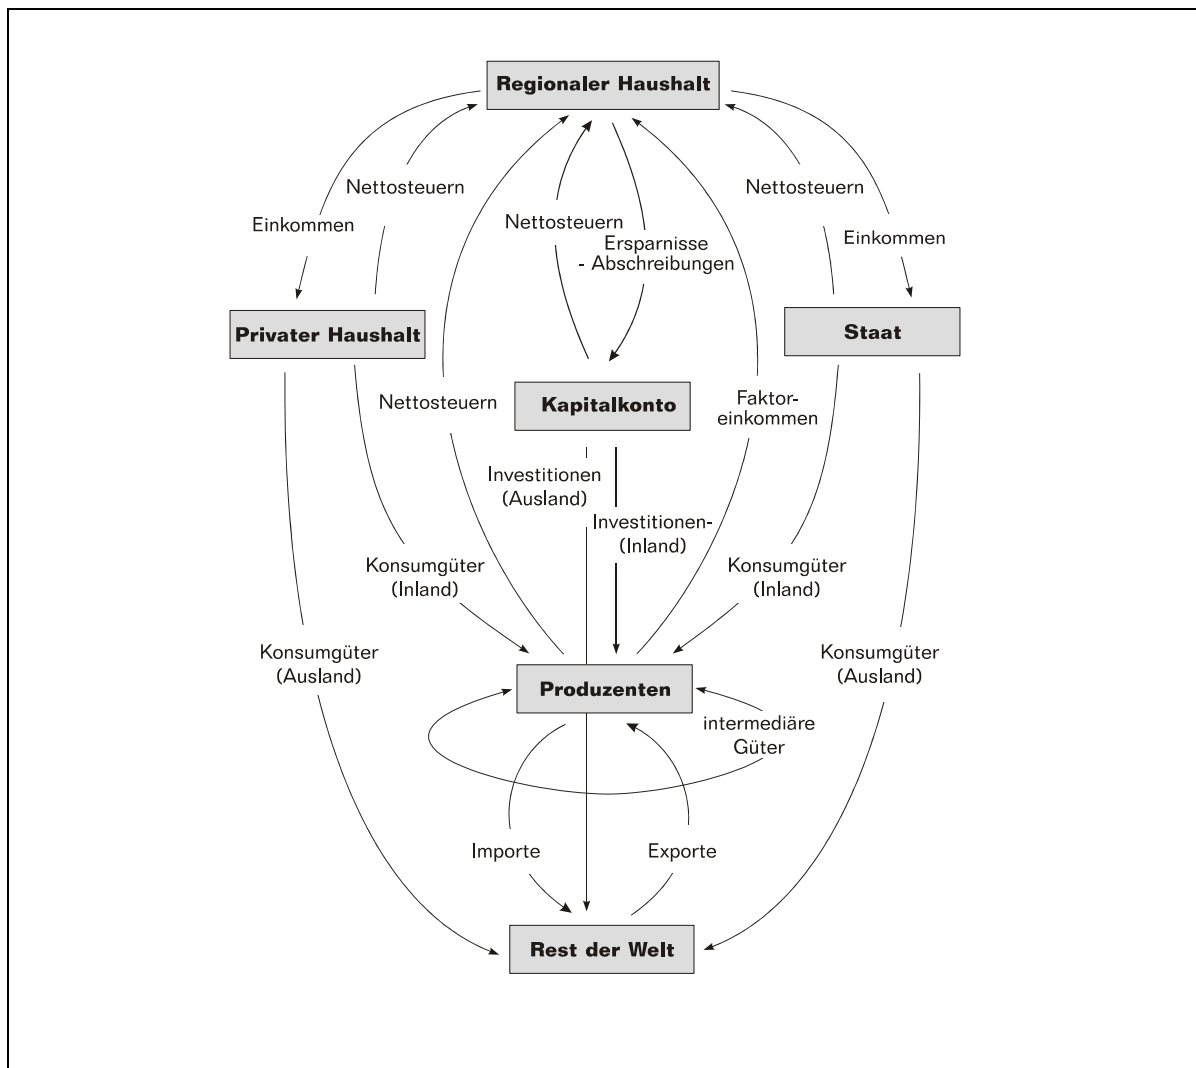 Regionaler Haushalt
Nettosteuern
Nettosteuern
Einkommen
Nettosteuern
Ersparnisse
- Abschreibungen
Einkommen
Privater Haushalt
Staat
Nettosteuern
Kapitalkonto
Faktor-
einkommen
Investitionen
(Ausland)
Investitionen-
(Inland)
Konsumgüter
(Inland)
Konsumgüter
(Inland)
Konsumgüter
(Ausland)
Konsumgüter
(Ausland)
Produzenten
intermediäre
Güter
Importe
Exporte
Rest der Welt